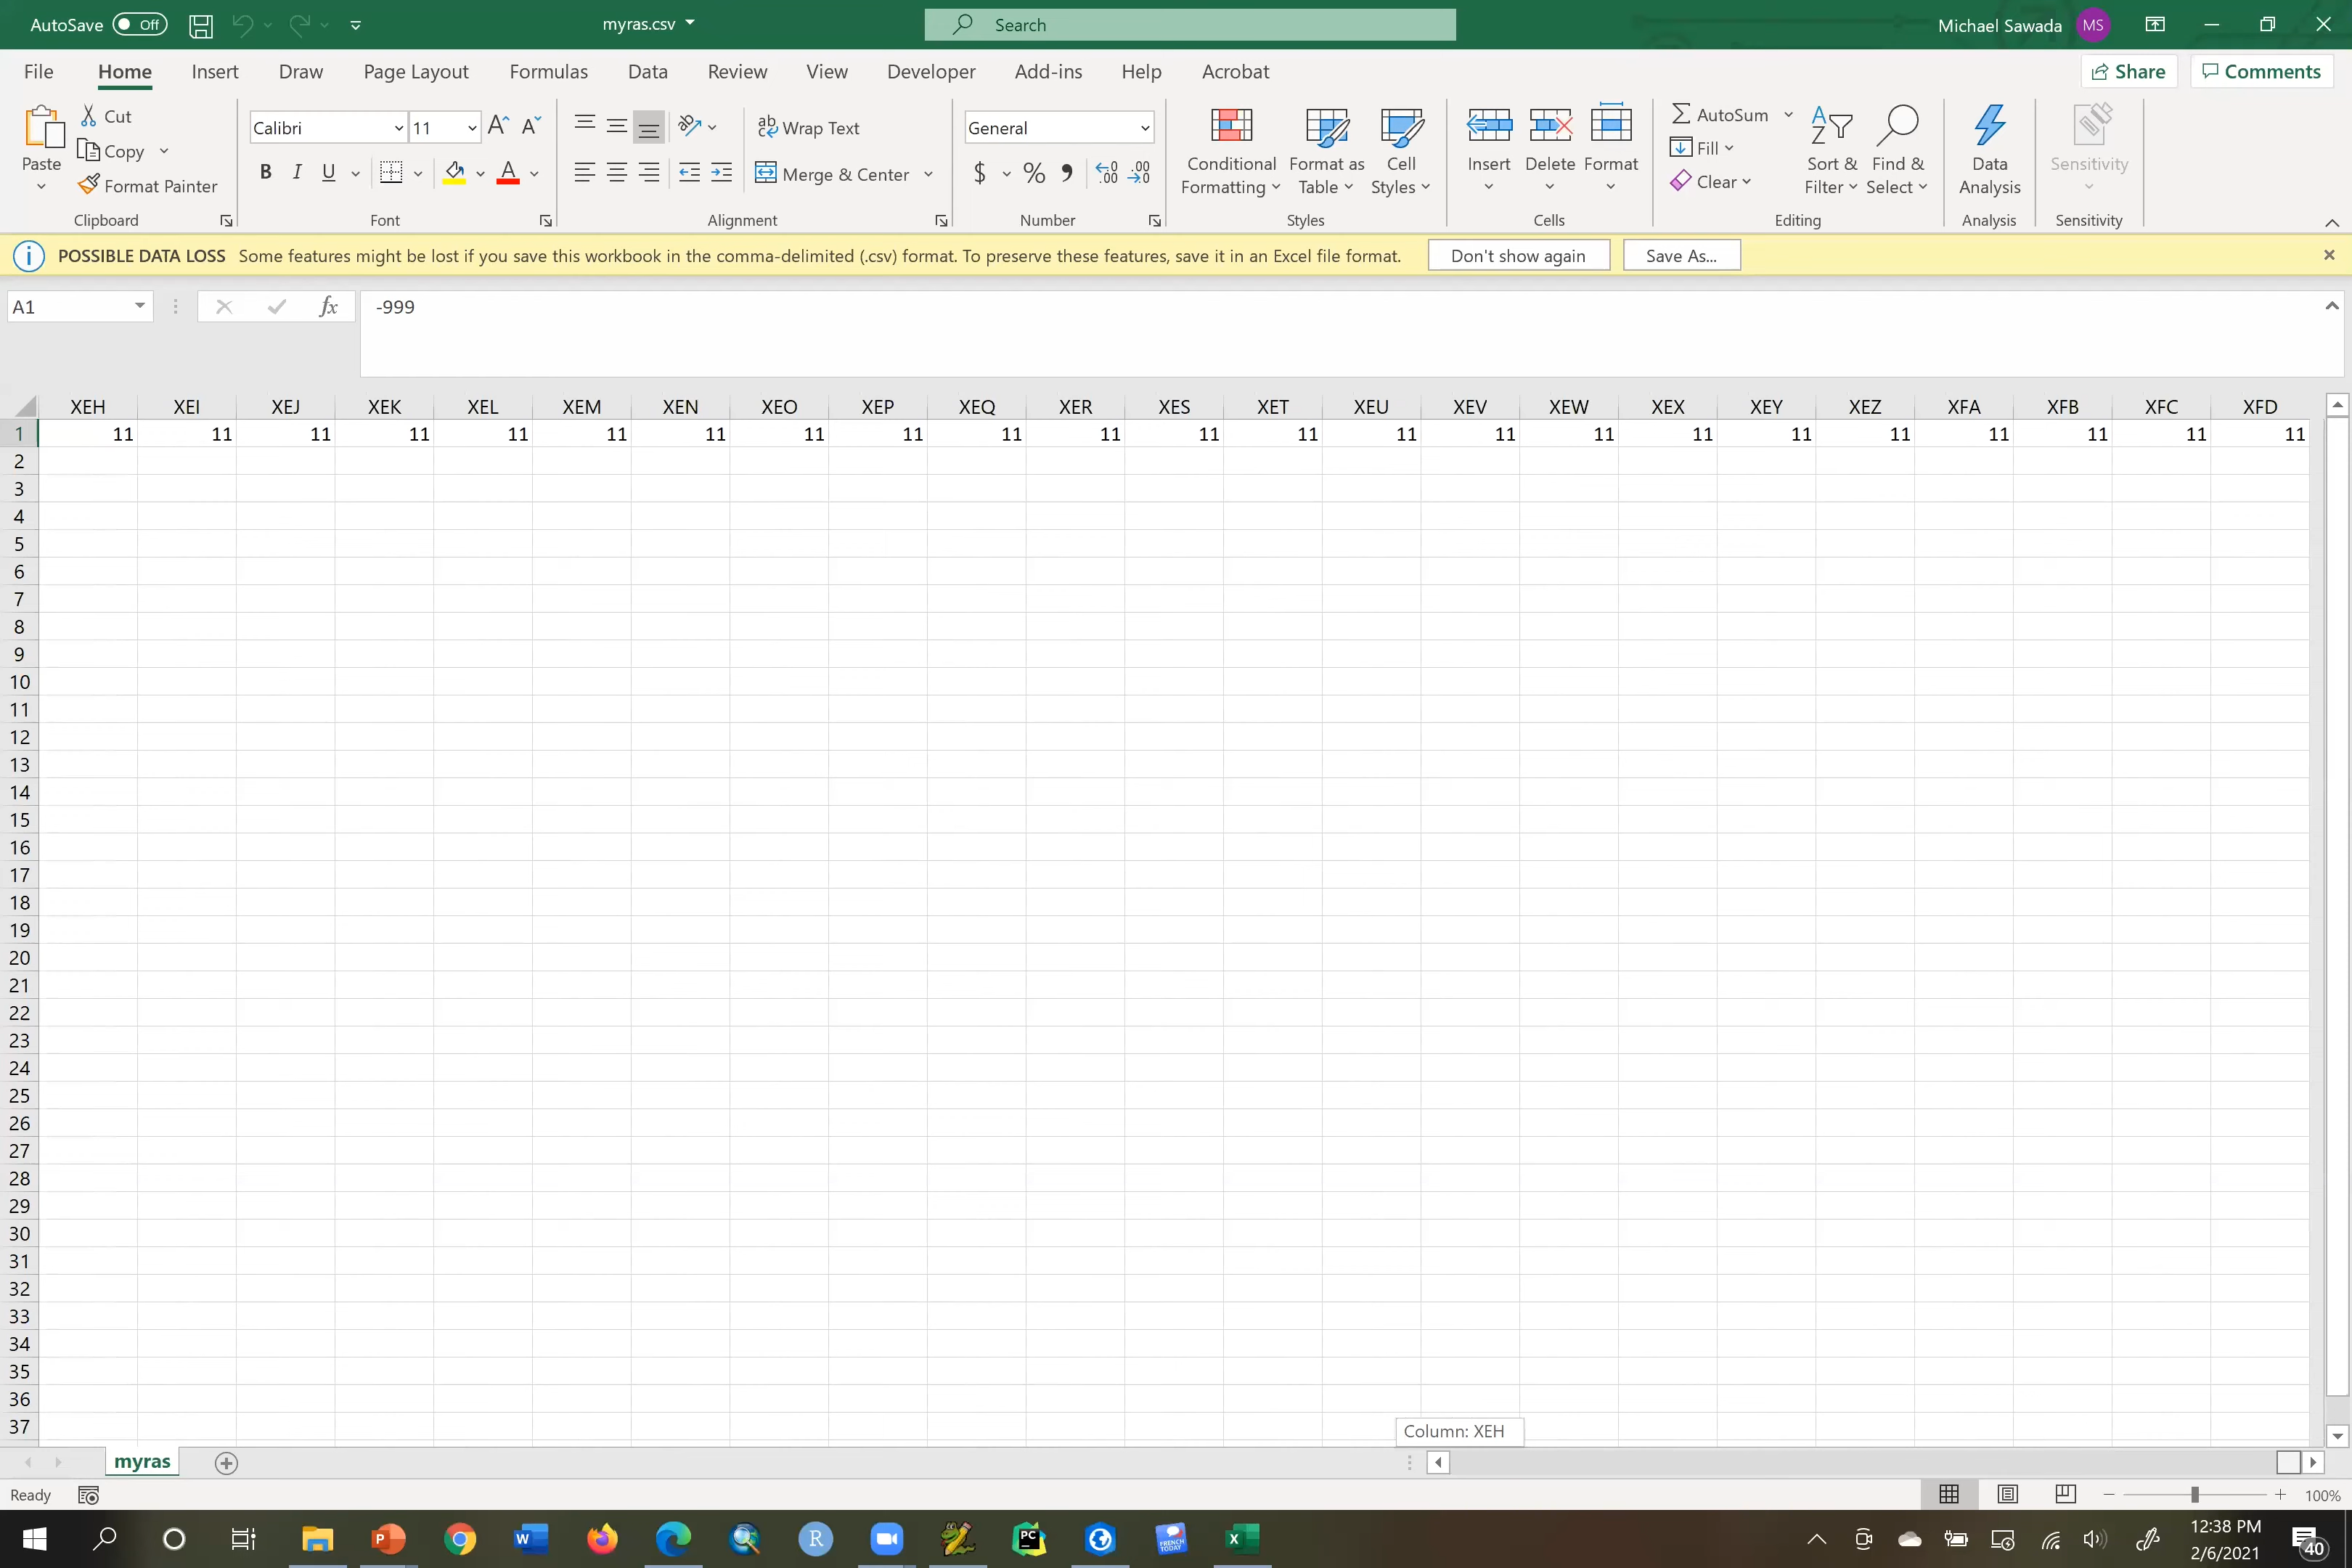 AutoSave Off myras.csv Search Michael Sawada MS
File Home Insert Draw Page Layout Formulas Data Review View Developer Add-ins Help Acrobat Share Comments
Paste Cut Copy Format Painter Clipboard
Calibri 11 A A B I U A Font
ab Wrap Text Merge & Center Alignment
General $ % , .00 Number
Conditional Formatting Format as Table Cell Styles Styles
Insert Delete Format Cells
AutoSum Fill Clear Sort & Filter Find & Select Editing
Data Analysis Analysis
Sensitivity Sensitivity
POSSIBLE DATA LOSS Some features might be lost if you save this workbook in the comma-delimited (.csv) format. To preserve these features, save it in an Excel file format. Don't show again Save As...
A1 fx -999
XEH XEI XEJ XEK XEL XEM XEN XEO XEP XEQ XER XES XET XEU XEV XEW XEX XEY XEZ XFA XFB XFC XFD
1 11 11 11 11 11 11 11 11 11 11 11 11 11 11 11 11 11 11 11 11 11 11 11
2
3
4
5
6
7
8
9
10
11
12
13
14
15
16
17
18
19
20
21
22
23
24
25
26
27
28
29
30
31
32
33
34
35
36
37
Column: XEH
myras
Ready 100%
12:38 PM
2/6/2021
40